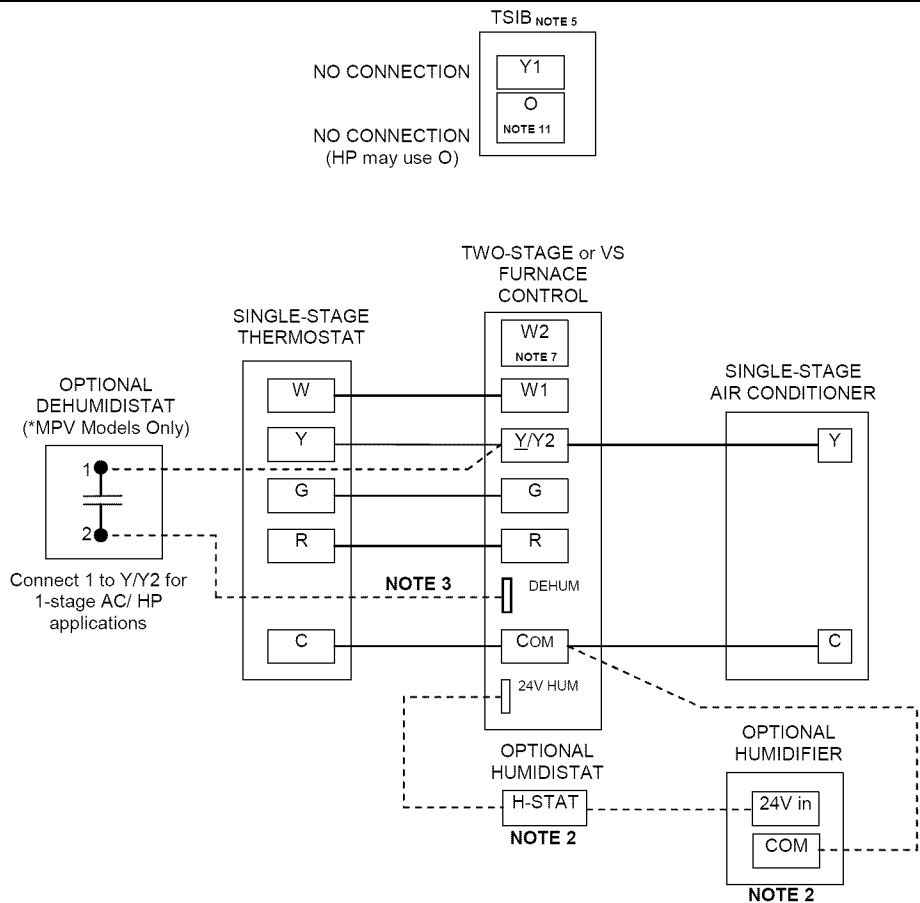 TSIB NOTE 5
NO CONNECTION
Y1
O
NOTE 11
NO CONNECTION
(HP may use O)
TWO-STAGE or VS
FURNACE
CONTROL
SINGLE-STAGE
THERMOSTAT
W2
NOTE 7
SINGLE-STAGE
AIR CONDITIONER
OPTIONAL
DEHUMIDISTAT
(*MPV Models Only)
W
W1
Y
Y/Y2
Y
1
G
G
2
R
R
Connect 1 to Y/Y2 for
1-stage AC/ HP
applications
NOTE 3
DEHUM
C
COM
C
24V HUM
OPTIONAL
HUMIDISTAT
H-STAT
NOTE 2
OPTIONAL
HUMIDIFIER
24V in
COM
NOTE 2